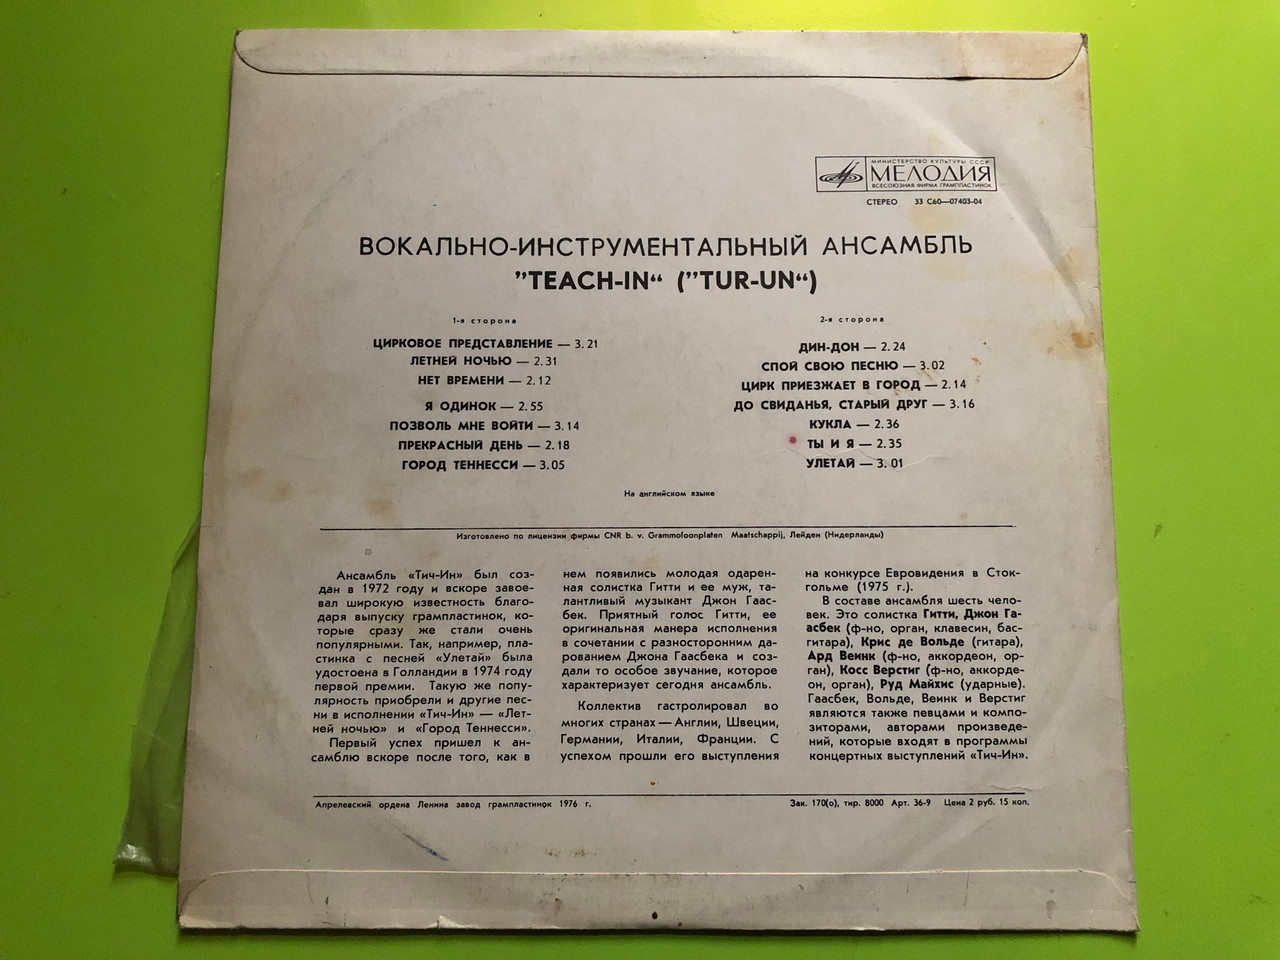 МИНИСТЕРСТВО КУЛЬТУРЫ СССР
МЕЛОДИЯ
ВСЕСОЮЗНАЯ ФИРМА ГРАМПЛАСТИНОК
СТЕРЕО 33 С60—07403-04
ВОКАЛЬНО-ИНСТРУМЕНТАЛЬНЫЙ АНСАМБЛЬ
”TEACH-IN“ (”TUR-UN“)
1-я сторона
ЦИРКОВОЕ ПРЕДСТАВЛЕНИЕ — 3.21
ЛЕТНЕЙ НОЧЬЮ — 2.31
НЕТ ВРЕМЕНИ — 2.12
Я ОДИНОК — 2.55
ПОЗВОЛЬ МНЕ ВОЙТИ — 3.14
ПРЕКРАСНЫЙ ДЕНЬ — 2.18
ГОРОД ТЕННЕССИ — 3.05
2-я сторона
ДИН-ДОН — 2.24
СПОЙ СВОЮ ПЕСНЮ — 3.02
ЦИРК ПРИЕЗЖАЕТ В ГОРОД — 2.14
ДО СВИДАНЬЯ, СТАРЫЙ ДРУГ — 3.16
КУКЛА — 2.36
ТЫ И Я — 2.35
УЛЕТАЙ — 3.01
На английском языке
Изготовлено по лицензии фирмы CNR b. v. Grammofoonplaten Maatschappij, Лейден (Нидерланды)
Ансамбль «Тич-Ин» был соз-
дан в 1972 году и вскоре завое-
вал широкую известность благо-
даря выпуску грампластинок, ко-
торые сразу же стали очень
популярными. Так, например, пла-
стинка с песней «Улетай» была
удостоена в Голландии в 1974 году
первой премии. Такую же попу-
лярность приобрели и другие пес-
ни в исполнении «Тич-Ин» — «Лет-
ней ночью» и «Город Теннесси».
Первый успех пришел к ан-
самблю вскоре после того, как в
нем появились молодая одарен-
ная солистка Гитти и ее муж, та-
лантливый музыкант Джон Гаас-
бек. Приятный голос Гитти, ее
оригинальная манера исполнения
в сочетании с разносторонним да-
рованием Джона Гаасбека и соз-
дали то особое звучание, которое
характеризует сегодня ансамбль.
Коллектив гастролировал во
многих странах — Англии, Швеции,
Германии, Италии, Франции. С
успехом прошли его выступления
на конкурсе Евровидения в Сток-
гольме (1975 г.).
В составе ансамбля шесть чело-
век. Это солистка Гитти, Джон Га-
асбек (ф-но, орган, клавесин, бас-
гитара), Крис де Вольде (гитара),
Ард Веинк (ф-но, аккордеон, ор-
ган), Косс Верстиг (ф-но, аккорде-
он, орган), Руд Майхис (ударные).
Гаасбек, Вольде, Веинк и Верстиг
являются также певцами и компо-
зиторами, авторами произведе-
ний, которые входят в программы
концертных выступлений «Тич-Ин».
Апрелевский ордена Ленина завод грампластинок 1976 г.
Зак. 170(о), тир. 8000 Арт. 36-9 Цена 2 руб. 15 коп.